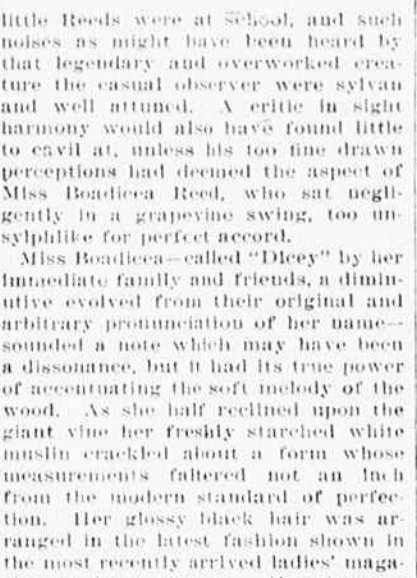 little Reeds were at school, and such
noises as might have been heard by
that legendary and overworked crea-
ture the casual observer were sylvan
and well attuned. A critic in sight
harmony would also have found little
to cavil at, unless his too fine drawn
perceptions had deemed the aspect of
Miss Boadicea Reed, who sat negli-
gently in a grapevine swing, too un-
sylphlike for perfect accord.
Miss Boadicea—called "Dicey" by her
immediate family and friends, a dimin-
utive evolved from their original and
arbitrary pronunciation of her name—
sounded a note which may have been
a dissonance, but it had its true power
of accentuating the soft melody of the
wood. As she half reclined upon the
giant vine her freshly starched white
muslin crackled about a form whose
measurements faltered not an inch
from the modern standard of perfec-
tion. Her glossy black hair was ar-
ranged in the latest fashion shown in
the most recently arrived ladies' maga-